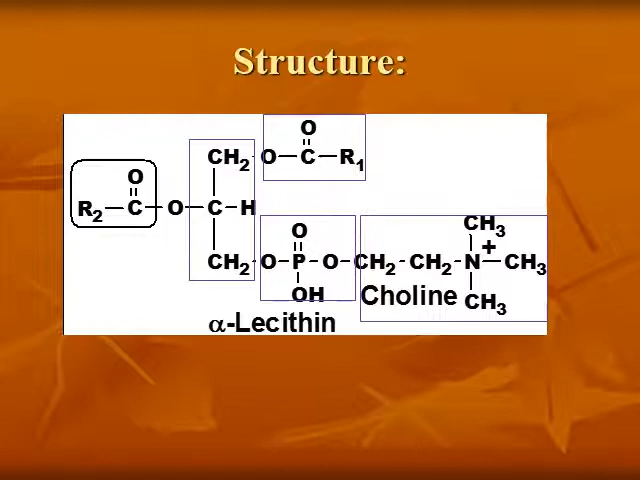 Structure:
O
CH2 O—C—R1
O
R2—C—O—C—H
O
CH3
CH2 O—P—O—CH2-CH2-N—CH3
+
OH
Choline CH3
α-Lecithin